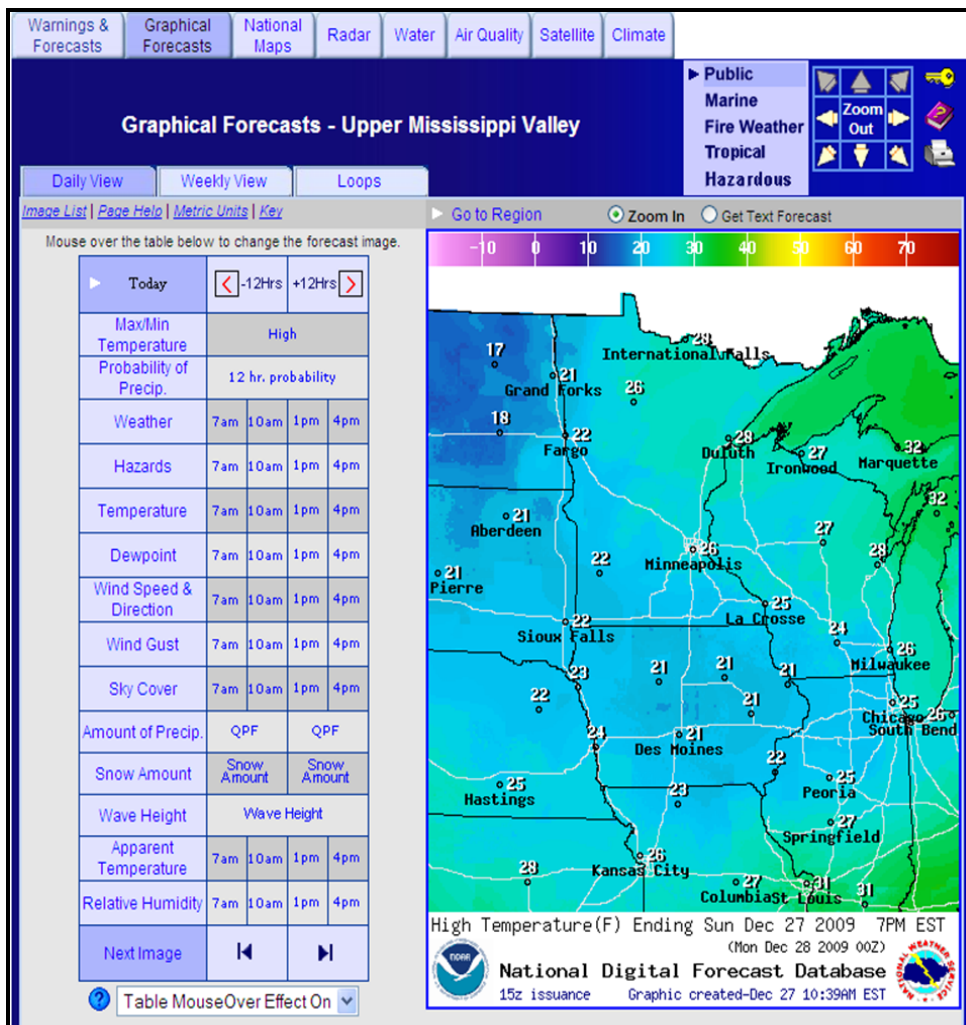 Warnings &
Forecasts
Graphical
Forecasts
National
Maps
Radar
Water
Air Quality
Satellite
Climate
Graphical Forecasts - Upper Mississippi Valley
Public
Marine
Fire Weather
Tropical
Hazardous
Zoom
Out
Daily View
Weekly View
Loops
Image List | Page Help | Metric Units | Key
Go to Region
Zoom In
Get Text Forecast
Mouse over the table below to change the forecast image.
Today -12Hrs +12Hrs
Max/Min
Temperature
High
Probability of
Precip.
12 hr. probability
Weather 7am 10am 1pm 4pm
Hazards 7am 10am 1pm 4pm
Temperature 7am 10am 1pm 4pm
Dewpoint 7am 10am 1pm 4pm
Wind Speed &
Direction
7am 10am 1pm 4pm
Wind Gust 7am 10am 1pm 4pm
Sky Cover 7am 10am 1pm 4pm
Amount of Precip. QPF QPF
Snow Amount
Snow
Amount
Snow
Amount
Wave Height Wave Height
Apparent
Temperature
7am 10am 1pm 4pm
Relative Humidity 7am 10am 1pm 4pm
Next Image
? Table MouseOver Effect On
-10 0 10 20 30 40 50 60 70
17
28
International Falls
21
Grand Forks
26
18
22
Fargo
28
Duluth
27
Ironwood
32
Marquette
32
21
Aberdeen
27
26
Minneapolis
28
21
Pierre
22
25
La Crosse
22
Sioux Falls
24
26
Milwaukee
23
21
21
21
22
21
25
Chicago
26
South Bend
24
21
Des Moines
22
25
Hastings
25
Peoria
23
27
Springfield
26
Kansas City
28
27
Columbia
31
St Louis
31
High Temperature(F) Ending Sun Dec 27 2009 7PM EST
(Mon Dec 28 2009 00Z)
National Digital Forecast Database
15z issuance Graphic created-Dec 27 10:39AM EST
NOAA